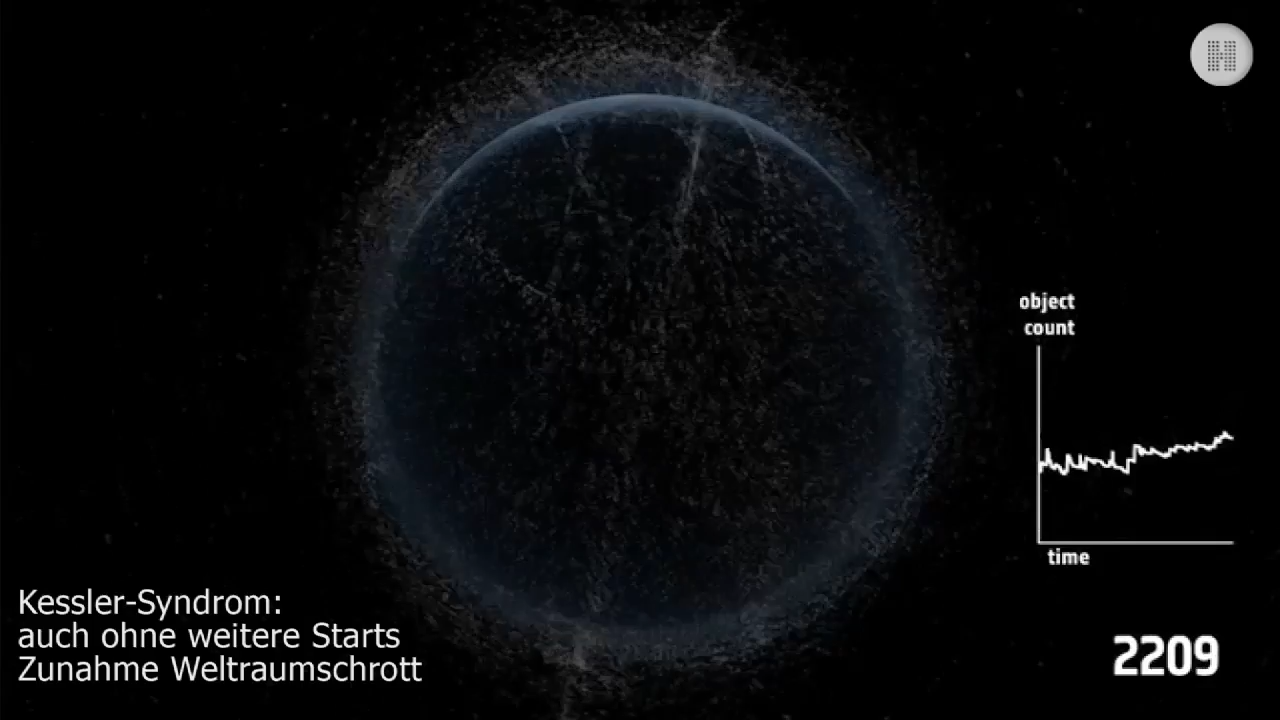 object
count
time
Kessler-Syndrom:
auch ohne weitere Starts
Zunahme Weltraumschrott
2209